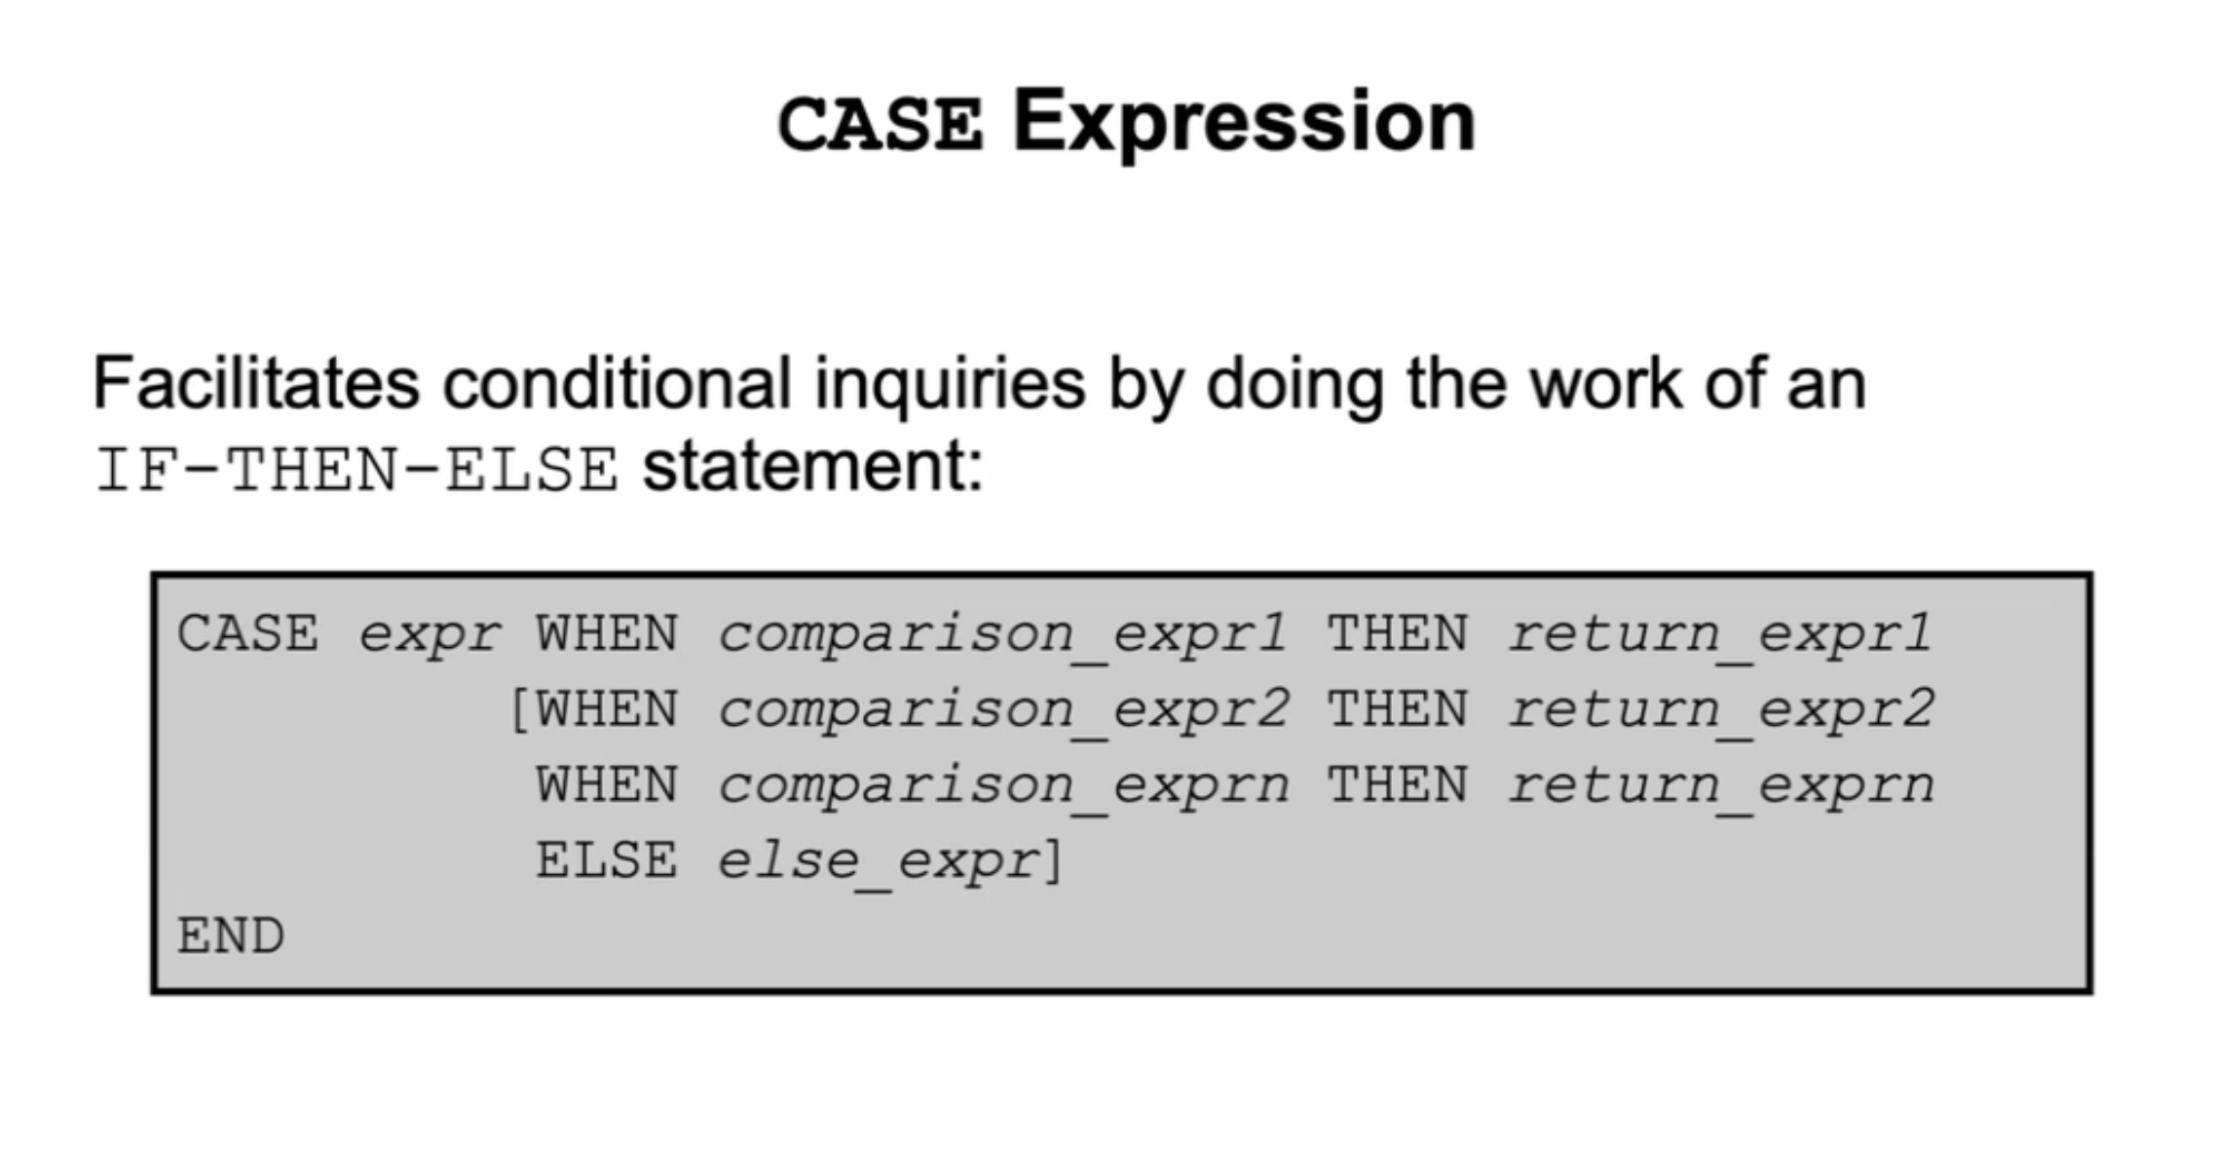 CASE Expression
Facilitates conditional inquiries by doing the work of an
IF-THEN-ELSE statement:
CASE expr WHEN comparison_expr1 THEN return_expr1
[WHEN comparison_expr2 THEN return_expr2
WHEN comparison_exprn THEN return_exprn
ELSE else_expr]
END